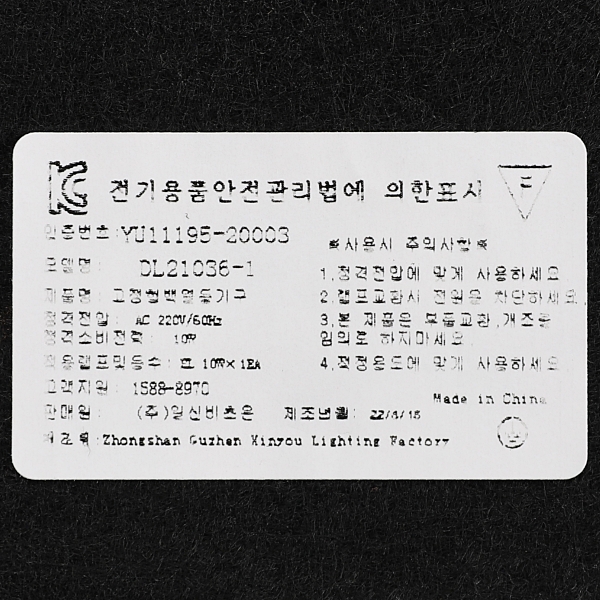 전기용품안전관리법에 의한표시
인증번호:YU11195-20003
모델명: DL21036-1
제품명: 고정형백열등기구
정격전압: AC 220V/60Hz
정격소비전력: 10W
적용램프및등수: 10W×1EA
고객지원: 1588-8970
판매원: (주)일신비츠온 제조년월: 22/
제조원:Zhongshan Guzhen Xinyou Lighting Factory
※사용시 주의사항※
1.정격전압에 맞게 사용하세요
2.램프교환시 전원은 차단하세요.
3.본 제품은 부품교환,개조를
임의로 하지마세요.
4.적정용도에 맞게 사용하세요
Made in China
F